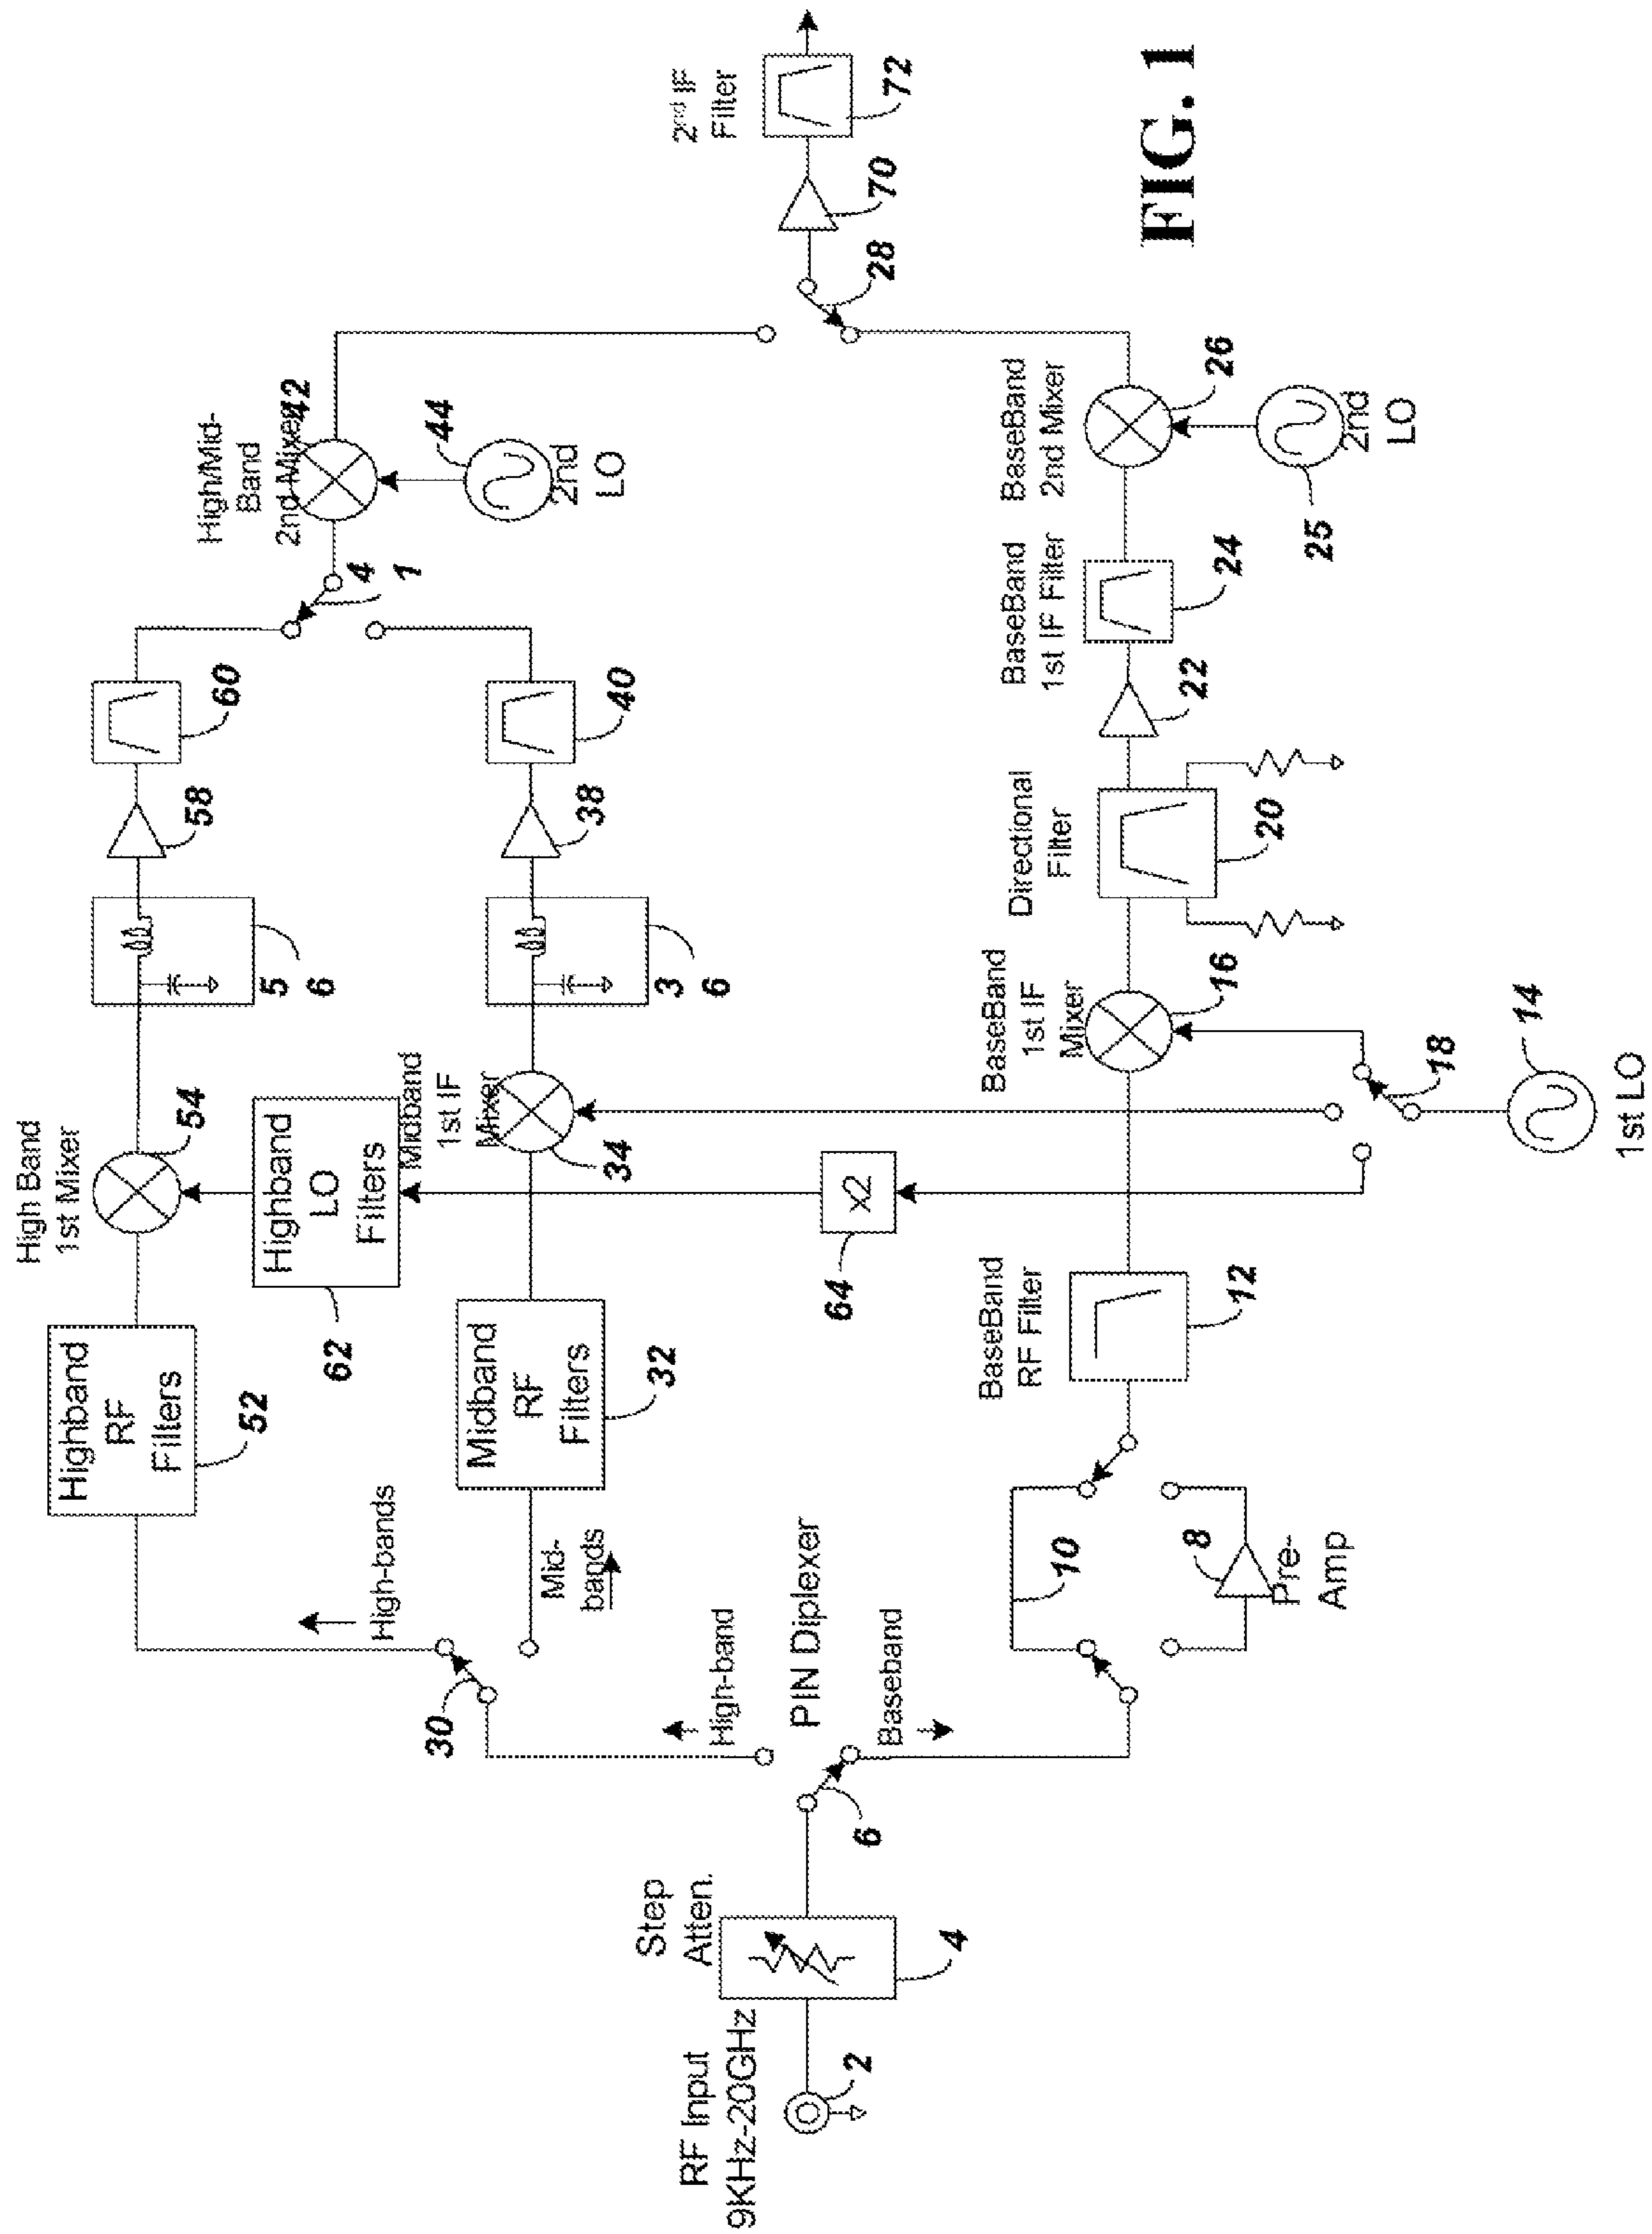 RF Input
9KHz-20GHz
2
Step
Atten.
4
6
PIN Diplexer
High-band
Baseband
30
High-bands
Mid-
bands
Highband
RF
Filters
52
High Band
1st Mixer
54
Highband
LO
Filters
62
5
6
58
60
Midband
RF
Filters
32
Midband
1st IF
Mixer
34
3
6
38
40
4
1
High/Mid-
Band
2nd Mixer
42
44
2nd
LO
x2
64
10
8
Pre-
Amp
BaseBand
RF Filter
12
BaseBand
1st IF
Mixer
16
18
14
1st LO
Directional
Filter
20
22
BaseBand
1st IF Filter
24
BaseBand
2nd Mixer
26
25
2nd
LO
28
70
2nd IF
Filter
72
FIG. 1